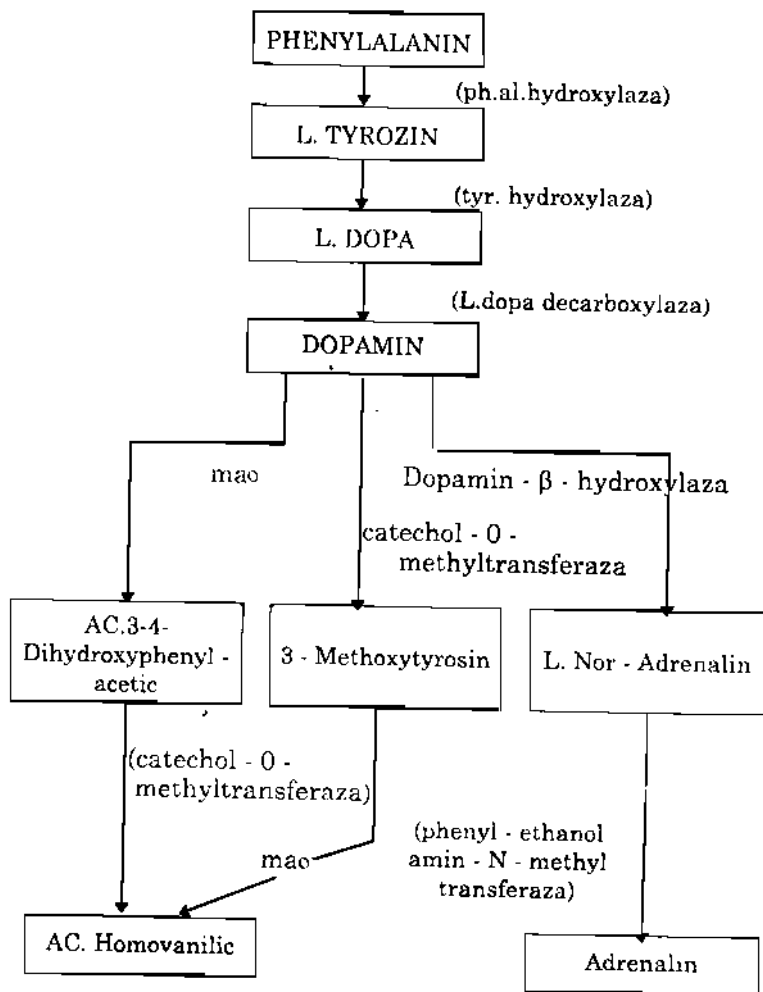 PHENYLALANIN
(ph.al.hydroxylaza)
L. TYROZIN
(tyr. hydroxylaza)
L. DOPA
(L.dopa decarboxylaza)
DOPAMIN
mao
Dopamin - β - hydroxylaza
catechol - 0 -
methyltransferaza
AC.3-4-
Dihydroxyphenyl -
acetic
3 - Methoxytyrosin
L. Nor - Adrenalin
(catechol - 0 -
methyltransferaza)
mao
(phenyl - ethanol
amin - N - methyl
transferaza)
AC. Homovanilic
Adrenalin